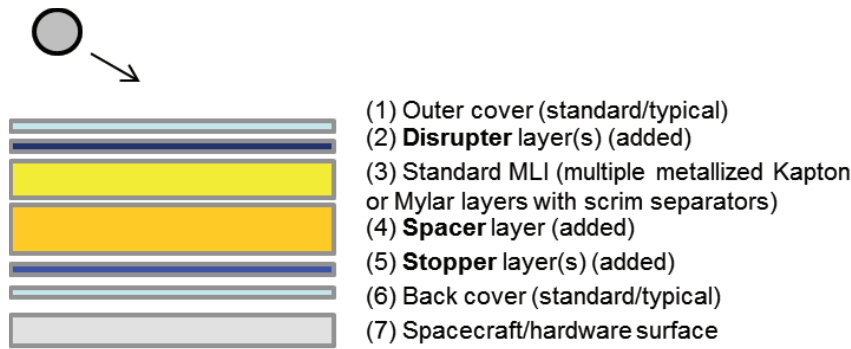 (1) Outer cover (standard/typical)
(2) Disrupter layer(s) (added)
(3) Standard MLI (multiple metallized Kapton
or Mylar layers with scrim separators)
(4) Spacer layer (added)
(5) Stopper layer(s) (added)
(6) Back cover (standard/typical)
(7) Spacecraft/hardware surface